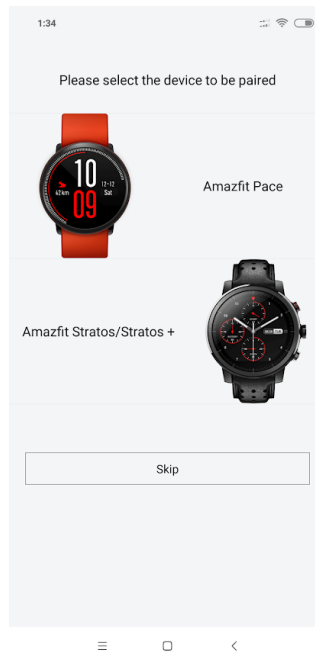 1:34
Please select the device to be paired
10
09
42km
12-12
Sat
Amazfit Pace
Amazfit Stratos/Stratos +
Skip